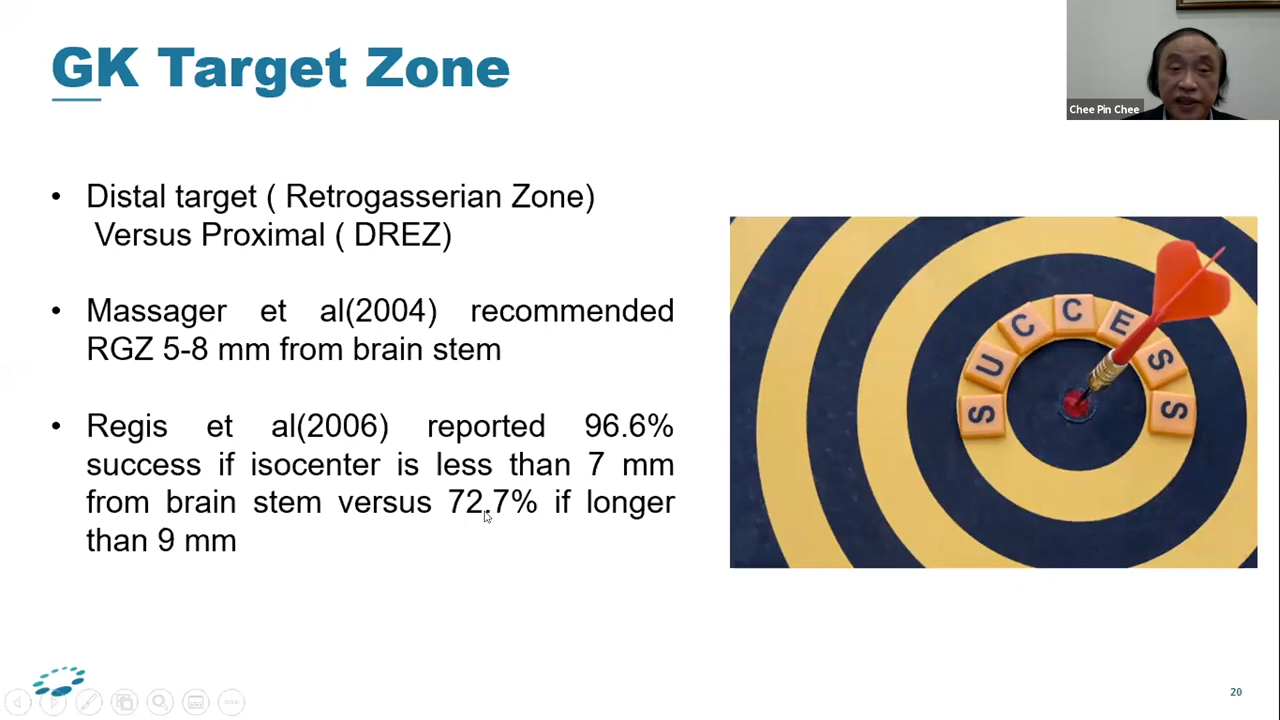 GK Target Zone
Chee Pin Chee
• Distal target ( Retrogasserian Zone)
Versus Proximal ( DREZ)
• Massager et al(2004) recommended
RGZ 5-8 mm from brain stem
• Regis et al(2006) reported 96.6%
success if isocenter is less than 7 mm
from brain stem versus 72.7% if longer
than 9 mm
SUCCESS
20